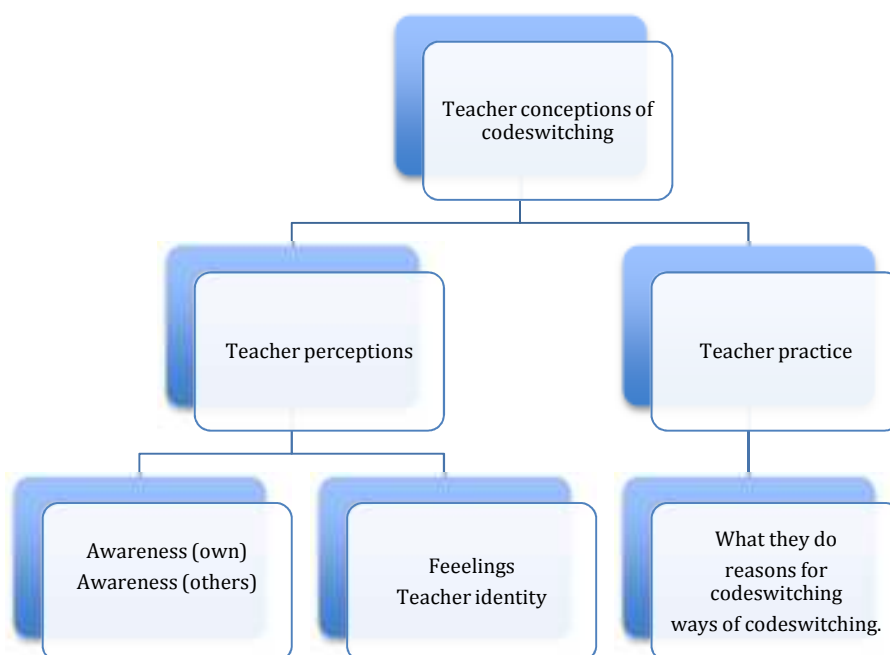 Teacher conceptions of
codeswitching
Teacher perceptions
Teacher practice
Awareness (own)
Awareness (others)
Feeelings
Teacher identity
What they do
reasons for
codeswitching
ways of codeswitching.